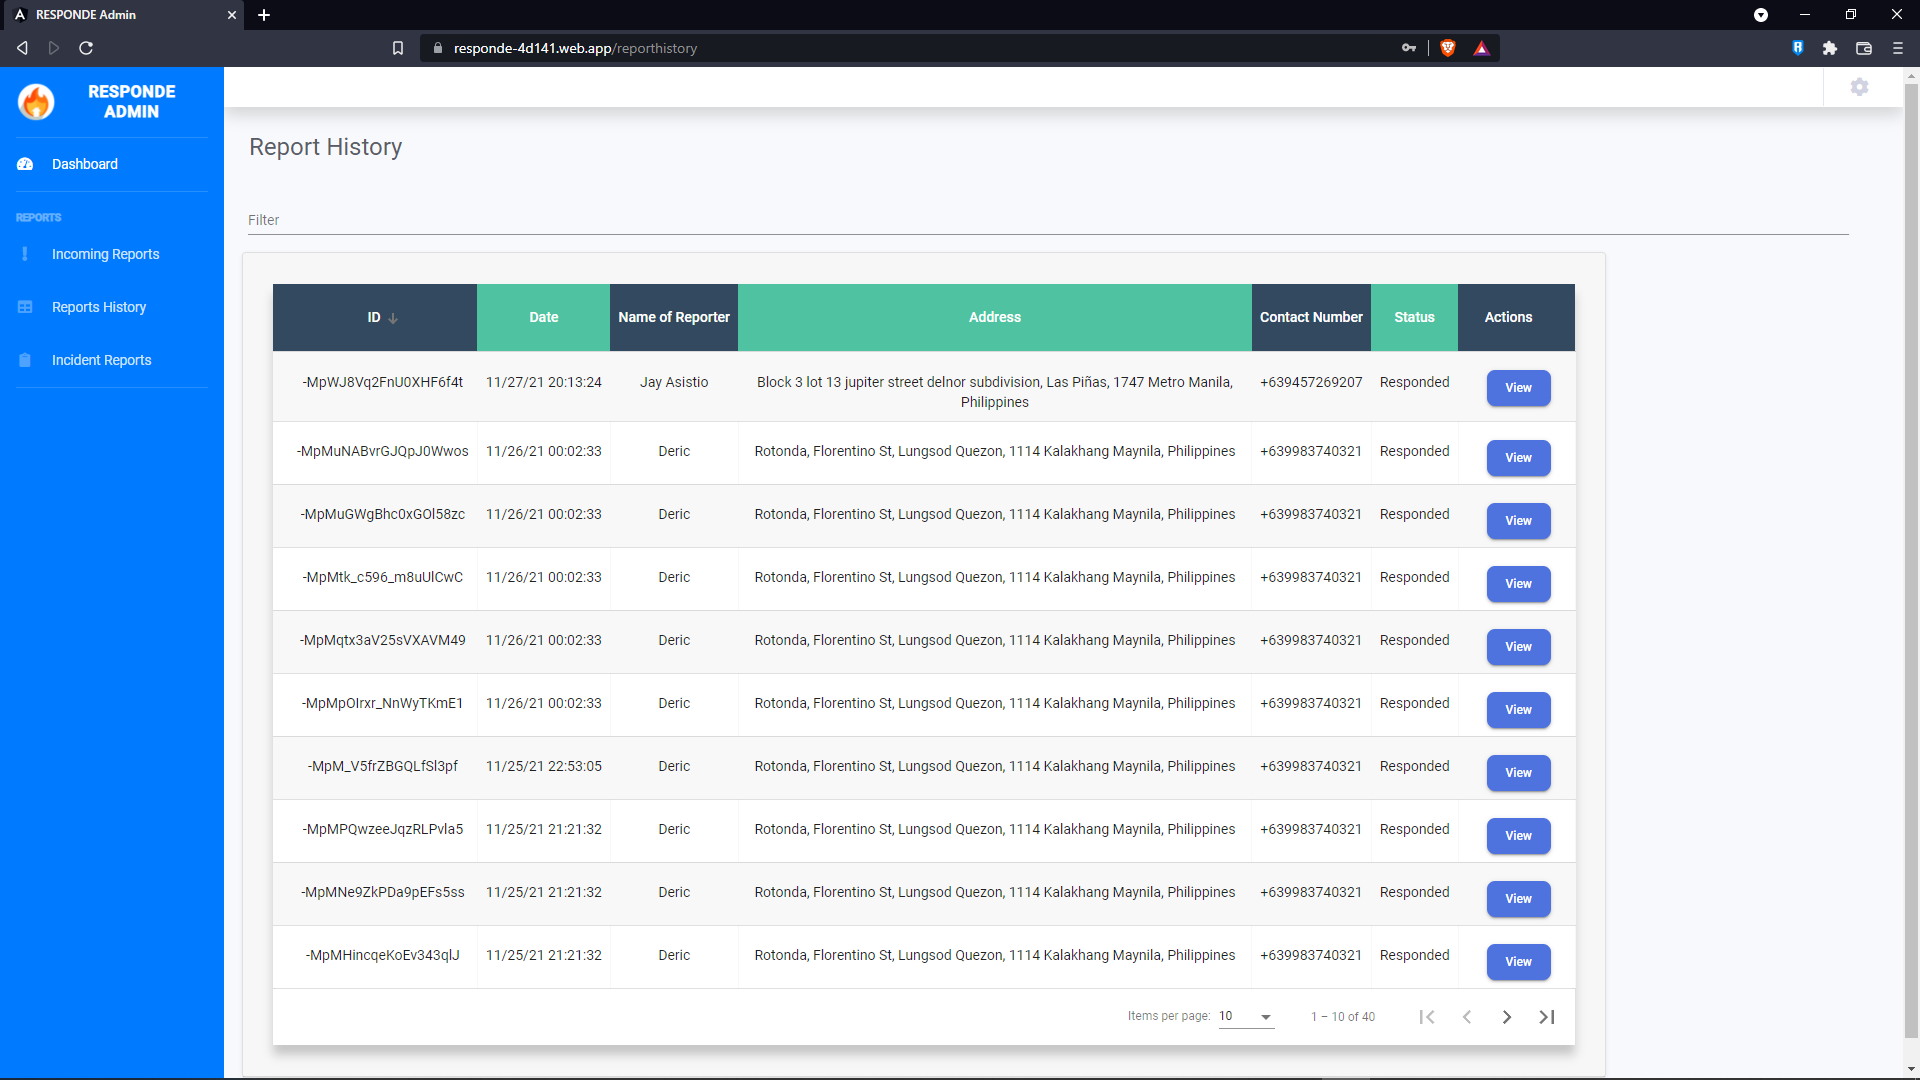 RESPONDE Admin
responde-4d141.web.app/reporthistory
RESPONDE
ADMIN
Dashboard
REPORTS
Incoming Reports
Reports History
Incident Reports
Report History
Filter
ID Date Name of Reporter Address Contact Number Status Actions
-MpWJ8Vq2FnU0XHF6f4t 11/27/21 20:13:24 Jay Asistio Block 3 lot 13 jupiter street delnor subdivision, Las Piñas, 1747 Metro Manila, +639457269207 Responded View
Philippines
-MpMuNABvrGJQpJ0Wwos 11/26/21 00:02:33 Deric Rotonda, Florentino St, Lungsod Quezon, 1114 Kalakhang Maynila, Philippines +639983740321 Responded View
-MpMuGWgBhc0xGOl58zc 11/26/21 00:02:33 Deric Rotonda, Florentino St, Lungsod Quezon, 1114 Kalakhang Maynila, Philippines +639983740321 Responded View
-MpMtk_c596_m8uUlCwC 11/26/21 00:02:33 Deric Rotonda, Florentino St, Lungsod Quezon, 1114 Kalakhang Maynila, Philippines +639983740321 Responded View
-MpMqtx3aV25sVXAVM49 11/26/21 00:02:33 Deric Rotonda, Florentino St, Lungsod Quezon, 1114 Kalakhang Maynila, Philippines +639983740321 Responded View
-MpMpOIrxr_NnWyTKmE1 11/26/21 00:02:33 Deric Rotonda, Florentino St, Lungsod Quezon, 1114 Kalakhang Maynila, Philippines +639983740321 Responded View
-MpM_V5frZBGQLfSl3pf 11/25/21 22:53:05 Deric Rotonda, Florentino St, Lungsod Quezon, 1114 Kalakhang Maynila, Philippines +639983740321 Responded View
-MpMPQwzeeJqzRLPvla5 11/25/21 21:21:32 Deric Rotonda, Florentino St, Lungsod Quezon, 1114 Kalakhang Maynila, Philippines +639983740321 Responded View
-MpMNe9ZkPDa9pEFs5ss 11/25/21 21:21:32 Deric Rotonda, Florentino St, Lungsod Quezon, 1114 Kalakhang Maynila, Philippines +639983740321 Responded View
-MpMHincqeKoEv343qlJ 11/25/21 21:21:32 Deric Rotonda, Florentino St, Lungsod Quezon, 1114 Kalakhang Maynila, Philippines +639983740321 Responded View
Items per page: 10 1 – 10 of 40